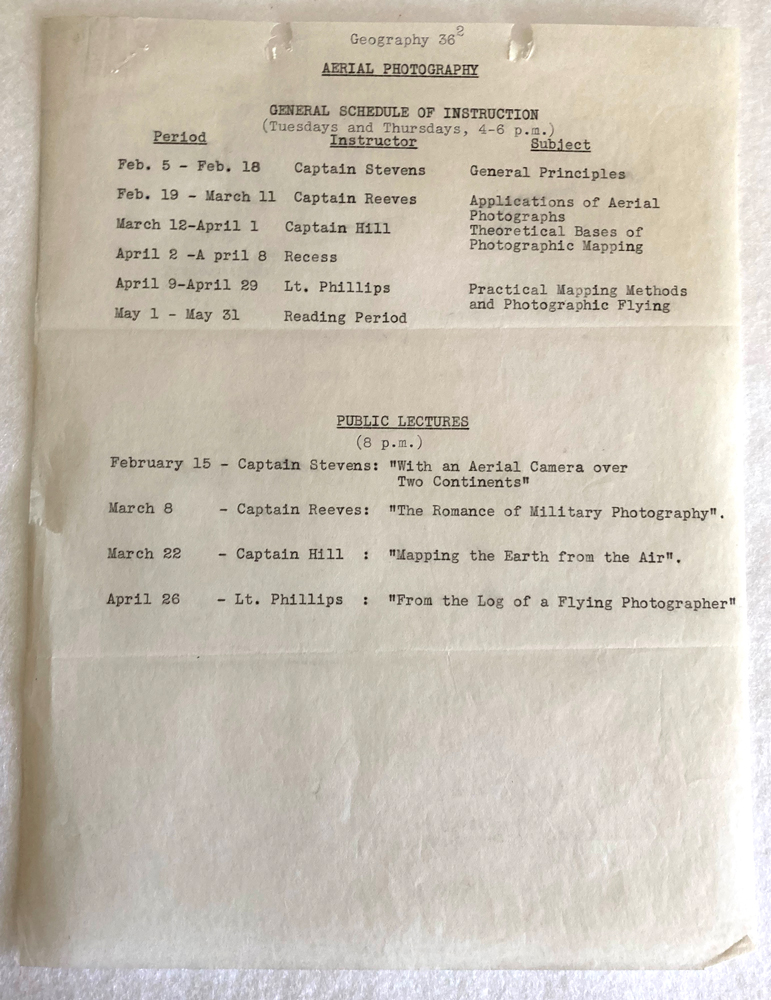 Geography 36²
AERIAL PHOTOGRAPHY
GENERAL SCHEDULE OF INSTRUCTION
(Tuesdays and Thursdays, 4-6 p.m.)
Period Instructor Subject
Feb. 5 - Feb. 18 Captain Stevens General Principles
Feb. 19 - March 11 Captain Reeves Applications of Aerial
Photographs
March 12-April 1 Captain Hill Theoretical Bases of
Photographic Mapping
April 2 -A pril 8 Recess
April 9-April 29 Lt. Phillips Practical Mapping Methods
and Photographic Flying
May 1 - May 31 Reading Period
PUBLIC LECTURES
(8 p.m.)
February 15 - Captain Stevens: "With an Aerial Camera over
Two Continents"
March 8 - Captain Reeves: "The Romance of Military Photography".
March 22 - Captain Hill : "Mapping the Earth from the Air".
April 26 - Lt. Phillips : "From the Log of a Flying Photographer"